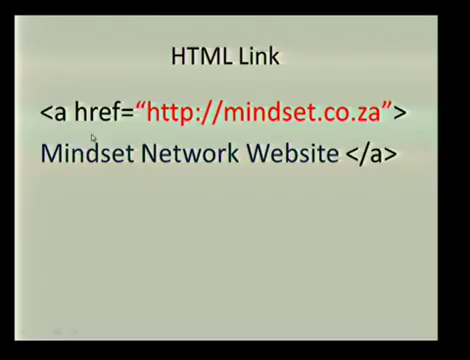 HTML Link
<a href=“http://mindset.co.za”>
Mindset Network Website </a>